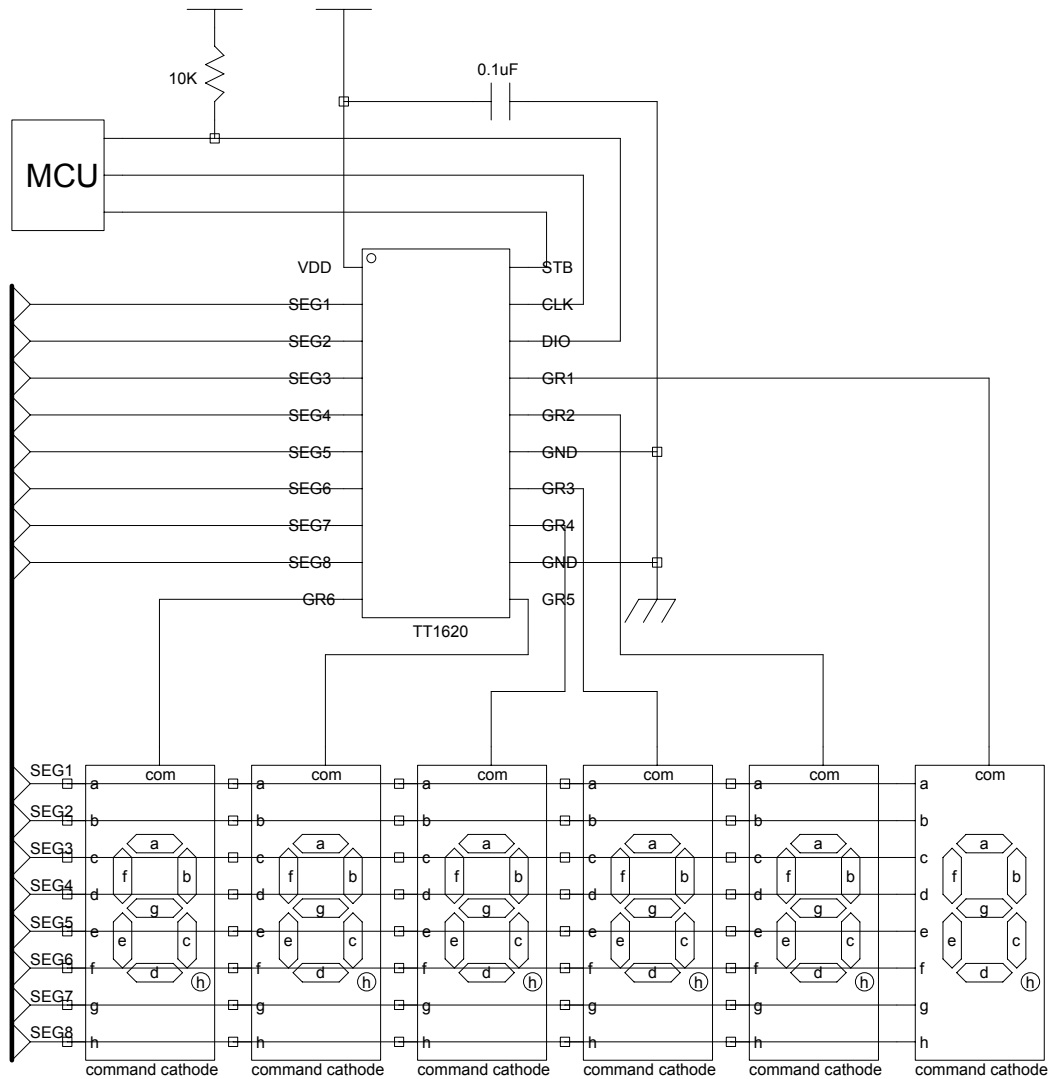 10K
0.1uF
MCU
VDD STB
SEG1 CLK
SEG2 DIO
SEG3 GR1
SEG4 GR2
SEG5 GND
SEG6 GR3
SEG7 GR4
SEG8 GND
GR6 GR5
TT1620
com com com com com com
SEG1 a a a a a a
SEG2 b b b b b b
a a a a a a
SEG3 c c c c c c
f b f b f b f b f b f b
SEG4 d d d d d d
g g g g g g
SEG5 e e e e e e
e c e c e c e c e c e c
SEG6 f f f f f f
d d d d d d
h h h h h h
SEG7 g g g g g g
SEG8 h h h h h h
command cathode command cathode command cathode command cathode command cathode command cathode